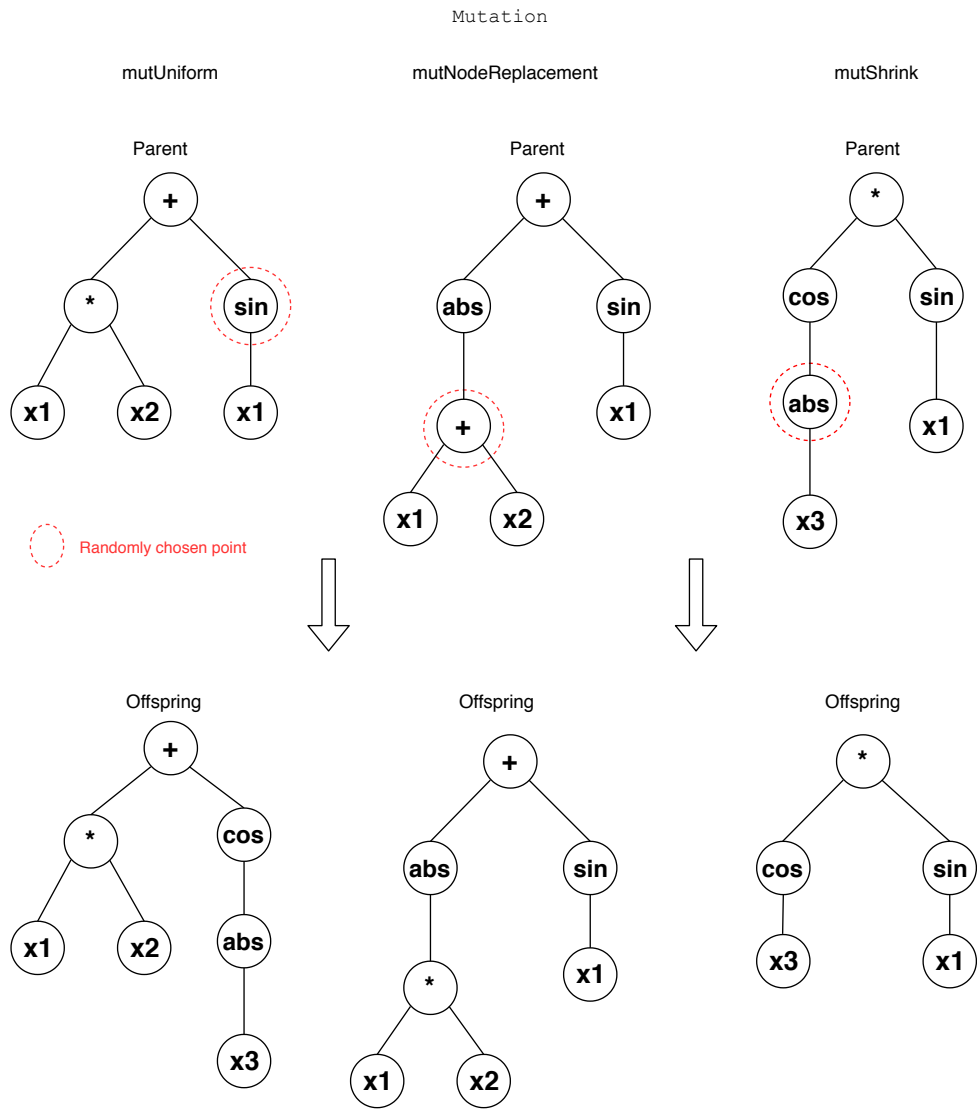 Mutation
mutUniform mutNodeReplacement mutShrink
Parent Parent Parent
+ + *
* sin abs sin cos sin
x1 x2 x1 + x1 abs x1
x1 x2 x3
Randomly chosen point
Offspring Offspring Offspring
+ + *
* cos abs sin cos sin
x1 x2 abs * x1 x3 x1
x3 x1 x2